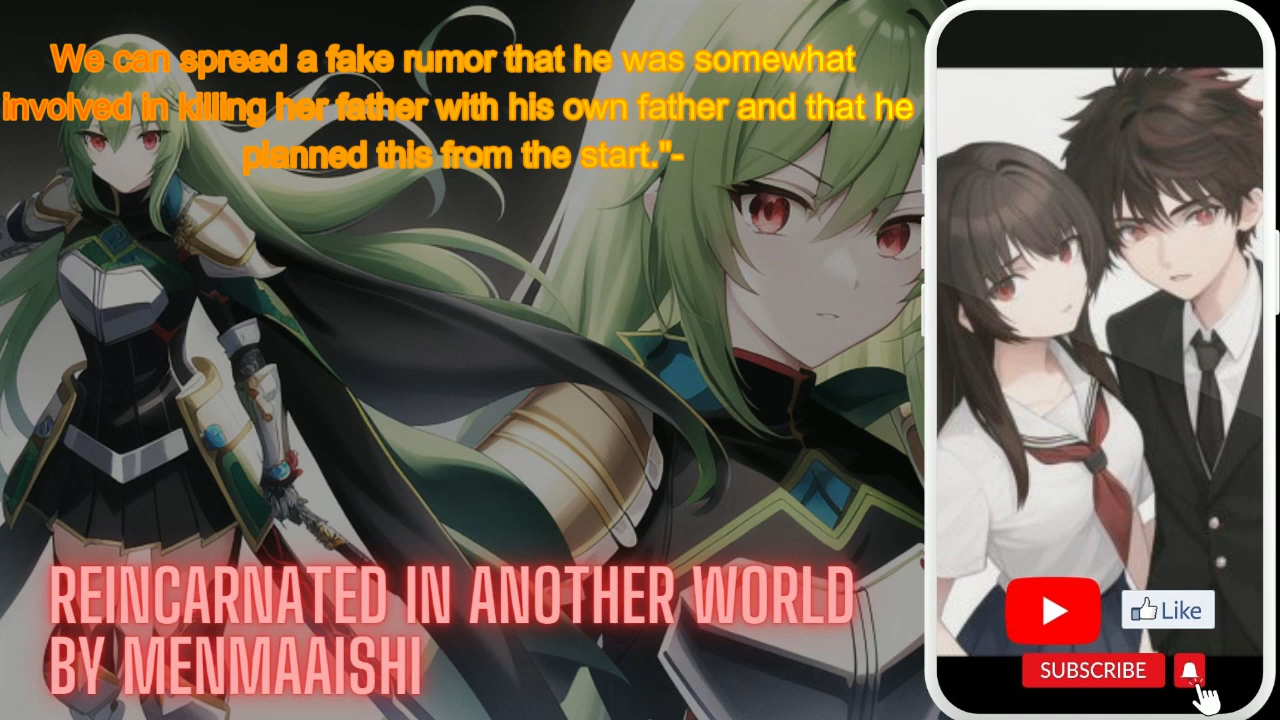 We can spread a fake rumor that he was somewhat
involved in killing her father with his own father and that he
planned this from the start."-
REINCARNATED IN ANOTHER WORLD
BY MENMAAISHI
Like
SUBSCRIBE